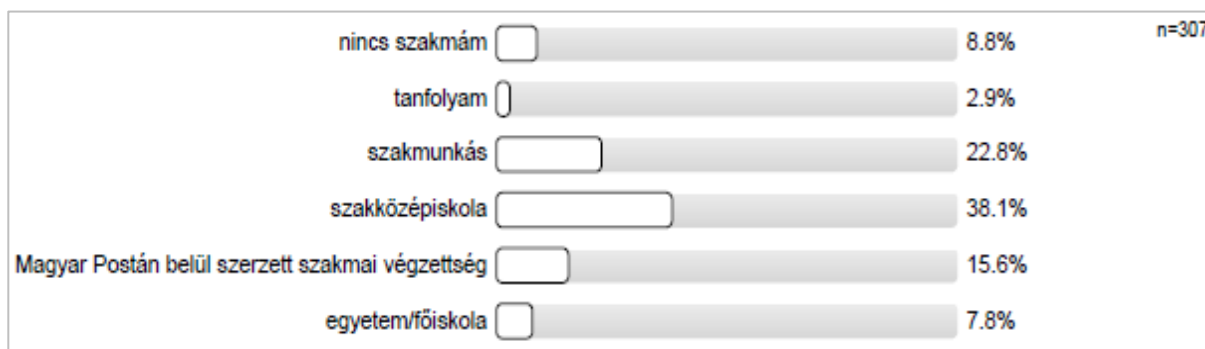 nincs szakmám 8.8% n=307
tanfolyam 2.9%
szakmunkás 22.8%
szakközépiskola 38.1%
Magyar Postán belül szerzett szakmai végzettség 15.6%
egyetem/főiskola 7.8%